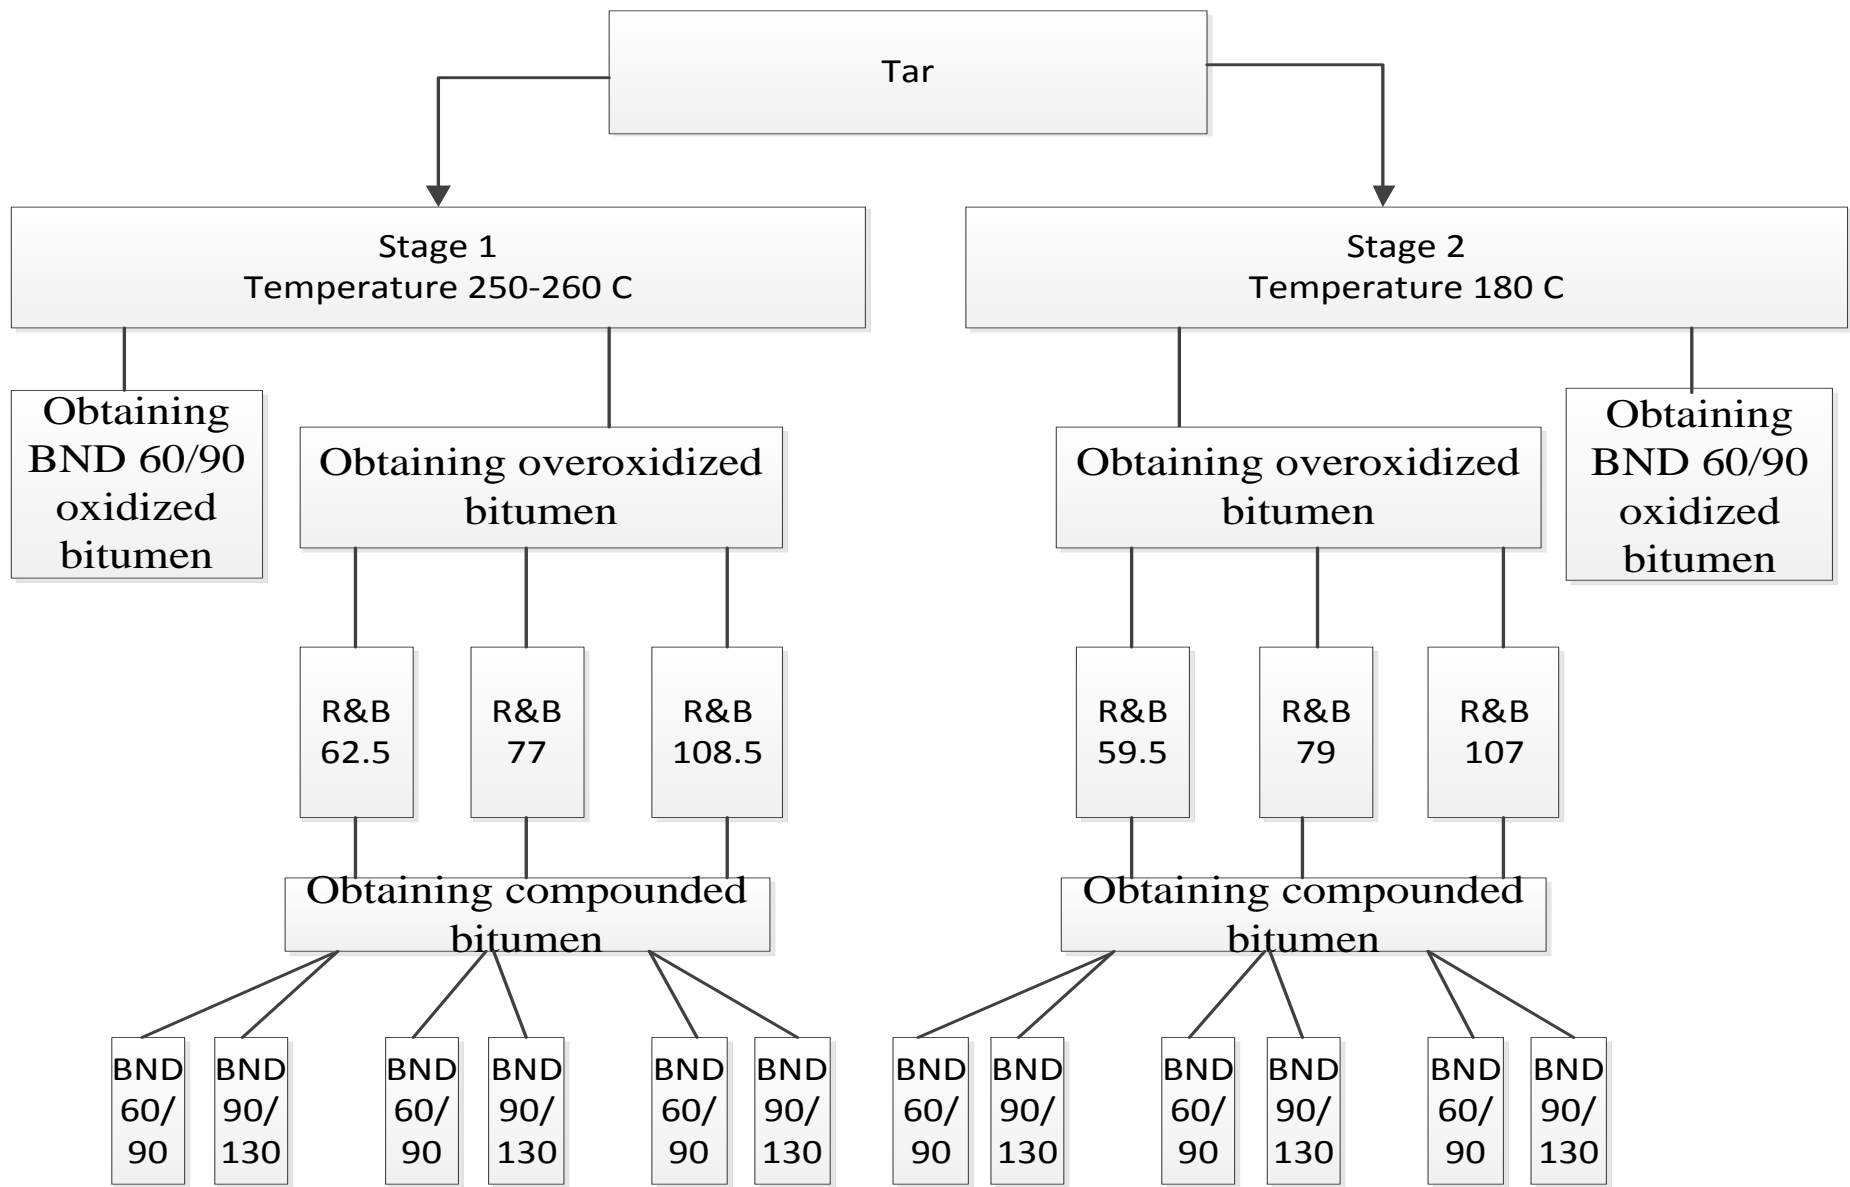 Tar
Stage 1
Temperature 250-260 C
Stage 2
Temperature 180 C
Obtaining
BND 60/90
oxidized
bitumen
Obtaining overoxidized
bitumen
Obtaining overoxidized
bitumen
Obtaining
BND 60/90
oxidized
bitumen
R&B
62.5
R&B
77
R&B
108.5
R&B
59.5
R&B
79
R&B
107
Obtaining compounded
bitumen
Obtaining compounded
bitumen
BND
60/
90
BND
90/
130
BND
60/
90
BND
90/
130
BND
60/
90
BND
90/
130
BND
60/
90
BND
90/
130
BND
60/
90
BND
90/
130
BND
60/
90
BND
90/
130